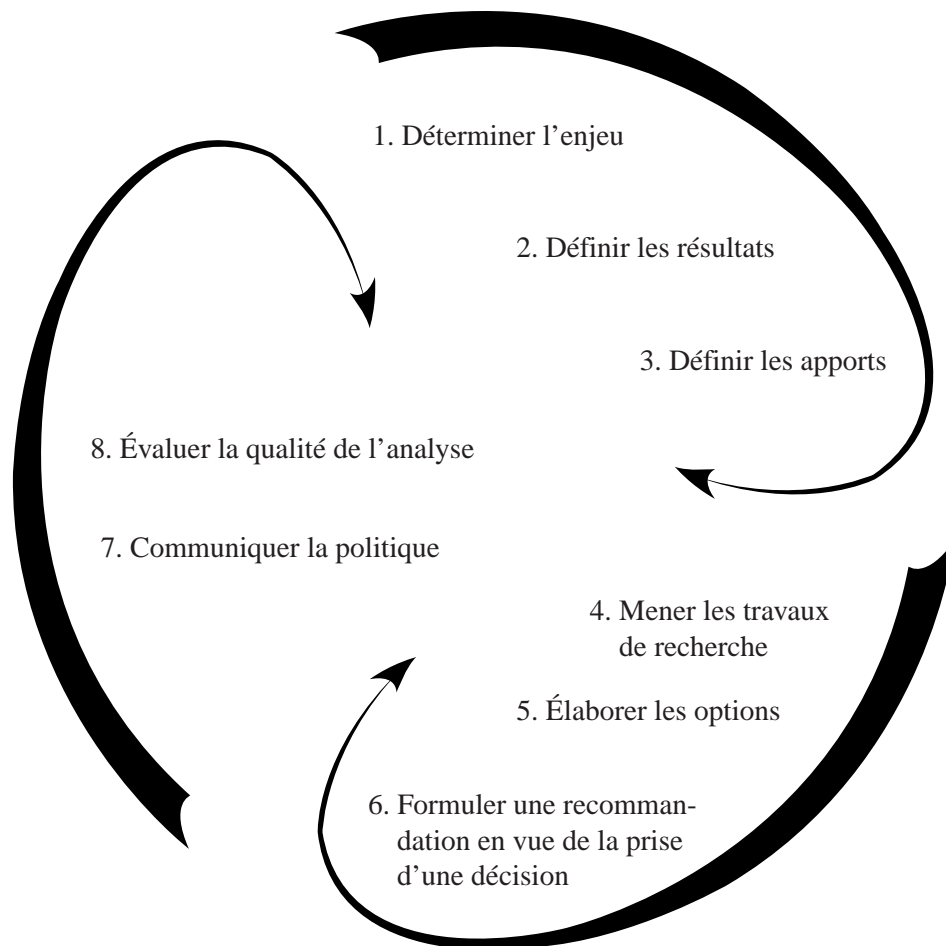 1. Déterminer l’enjeu
2. Définir les résultats
3. Définir les apports
4. Mener les travaux
de recherche
5. Élaborer les options
6. Formuler une recomman-
dation en vue de la prise
d’une décision
7. Communiquer la politique
8. Évaluer la qualité de l’analyse